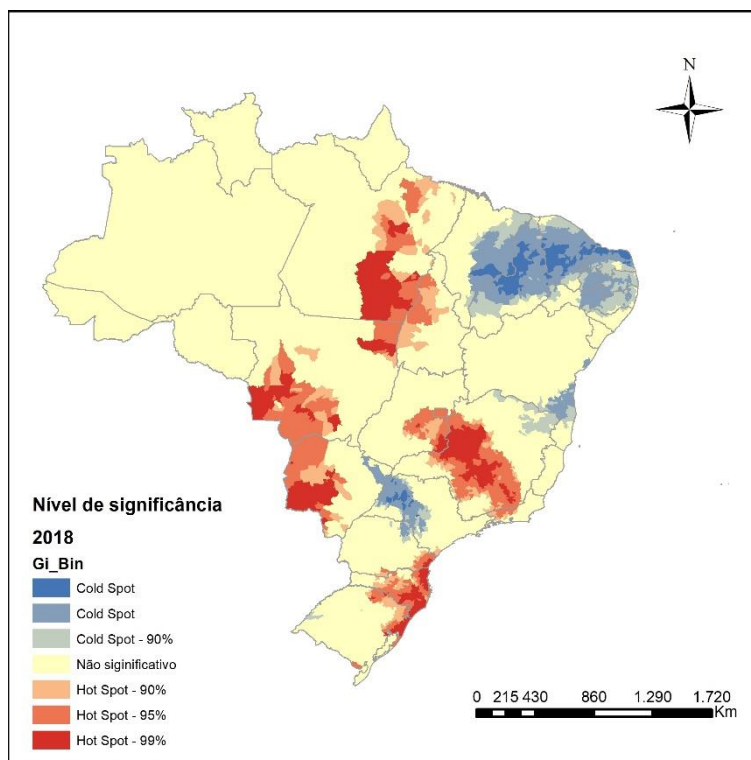 N
Nível de significância
2018
Gi_Bin
Cold Spot
Cold Spot
Cold Spot - 90%
Não siginificativo
Hot Spot - 90%
Hot Spot - 95%
Hot Spot - 99%
0 215 430 860 1.290 1.720
Km